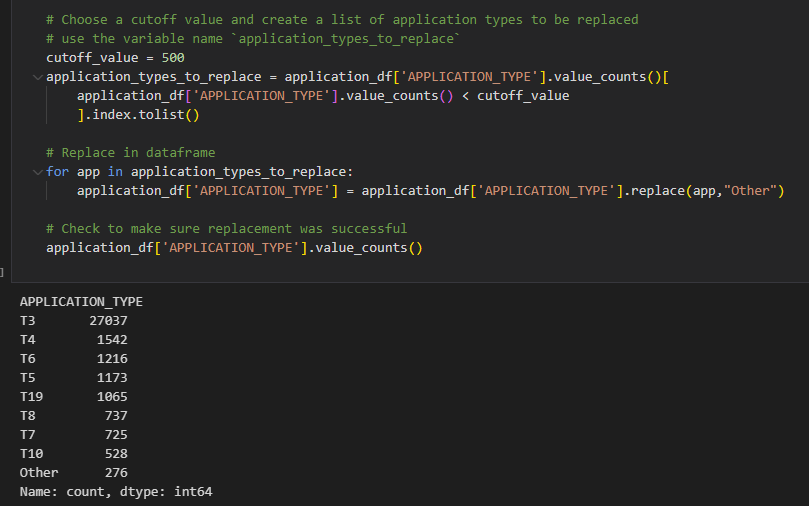 # Choose a cutoff value and create a list of application types to be replaced
# use the variable name `application_types_to_replace`
cutoff_value = 500
application_types_to_replace = application_df['APPLICATION_TYPE'].value_counts()[
    application_df['APPLICATION_TYPE'].value_counts() < cutoff_value
    ].index.tolist()
# Replace in dataframe
for app in application_types_to_replace:
    application_df['APPLICATION_TYPE'] = application_df['APPLICATION_TYPE'].replace(app,"Other")
# Check to make sure replacement was successful
application_df['APPLICATION_TYPE'].value_counts()
]
APPLICATION_TYPE
T3       27037
T4        1542
T6        1216
T5        1173
T19       1065
T8         737
T7         725
T10        528
Other      276
Name: count, dtype: int64